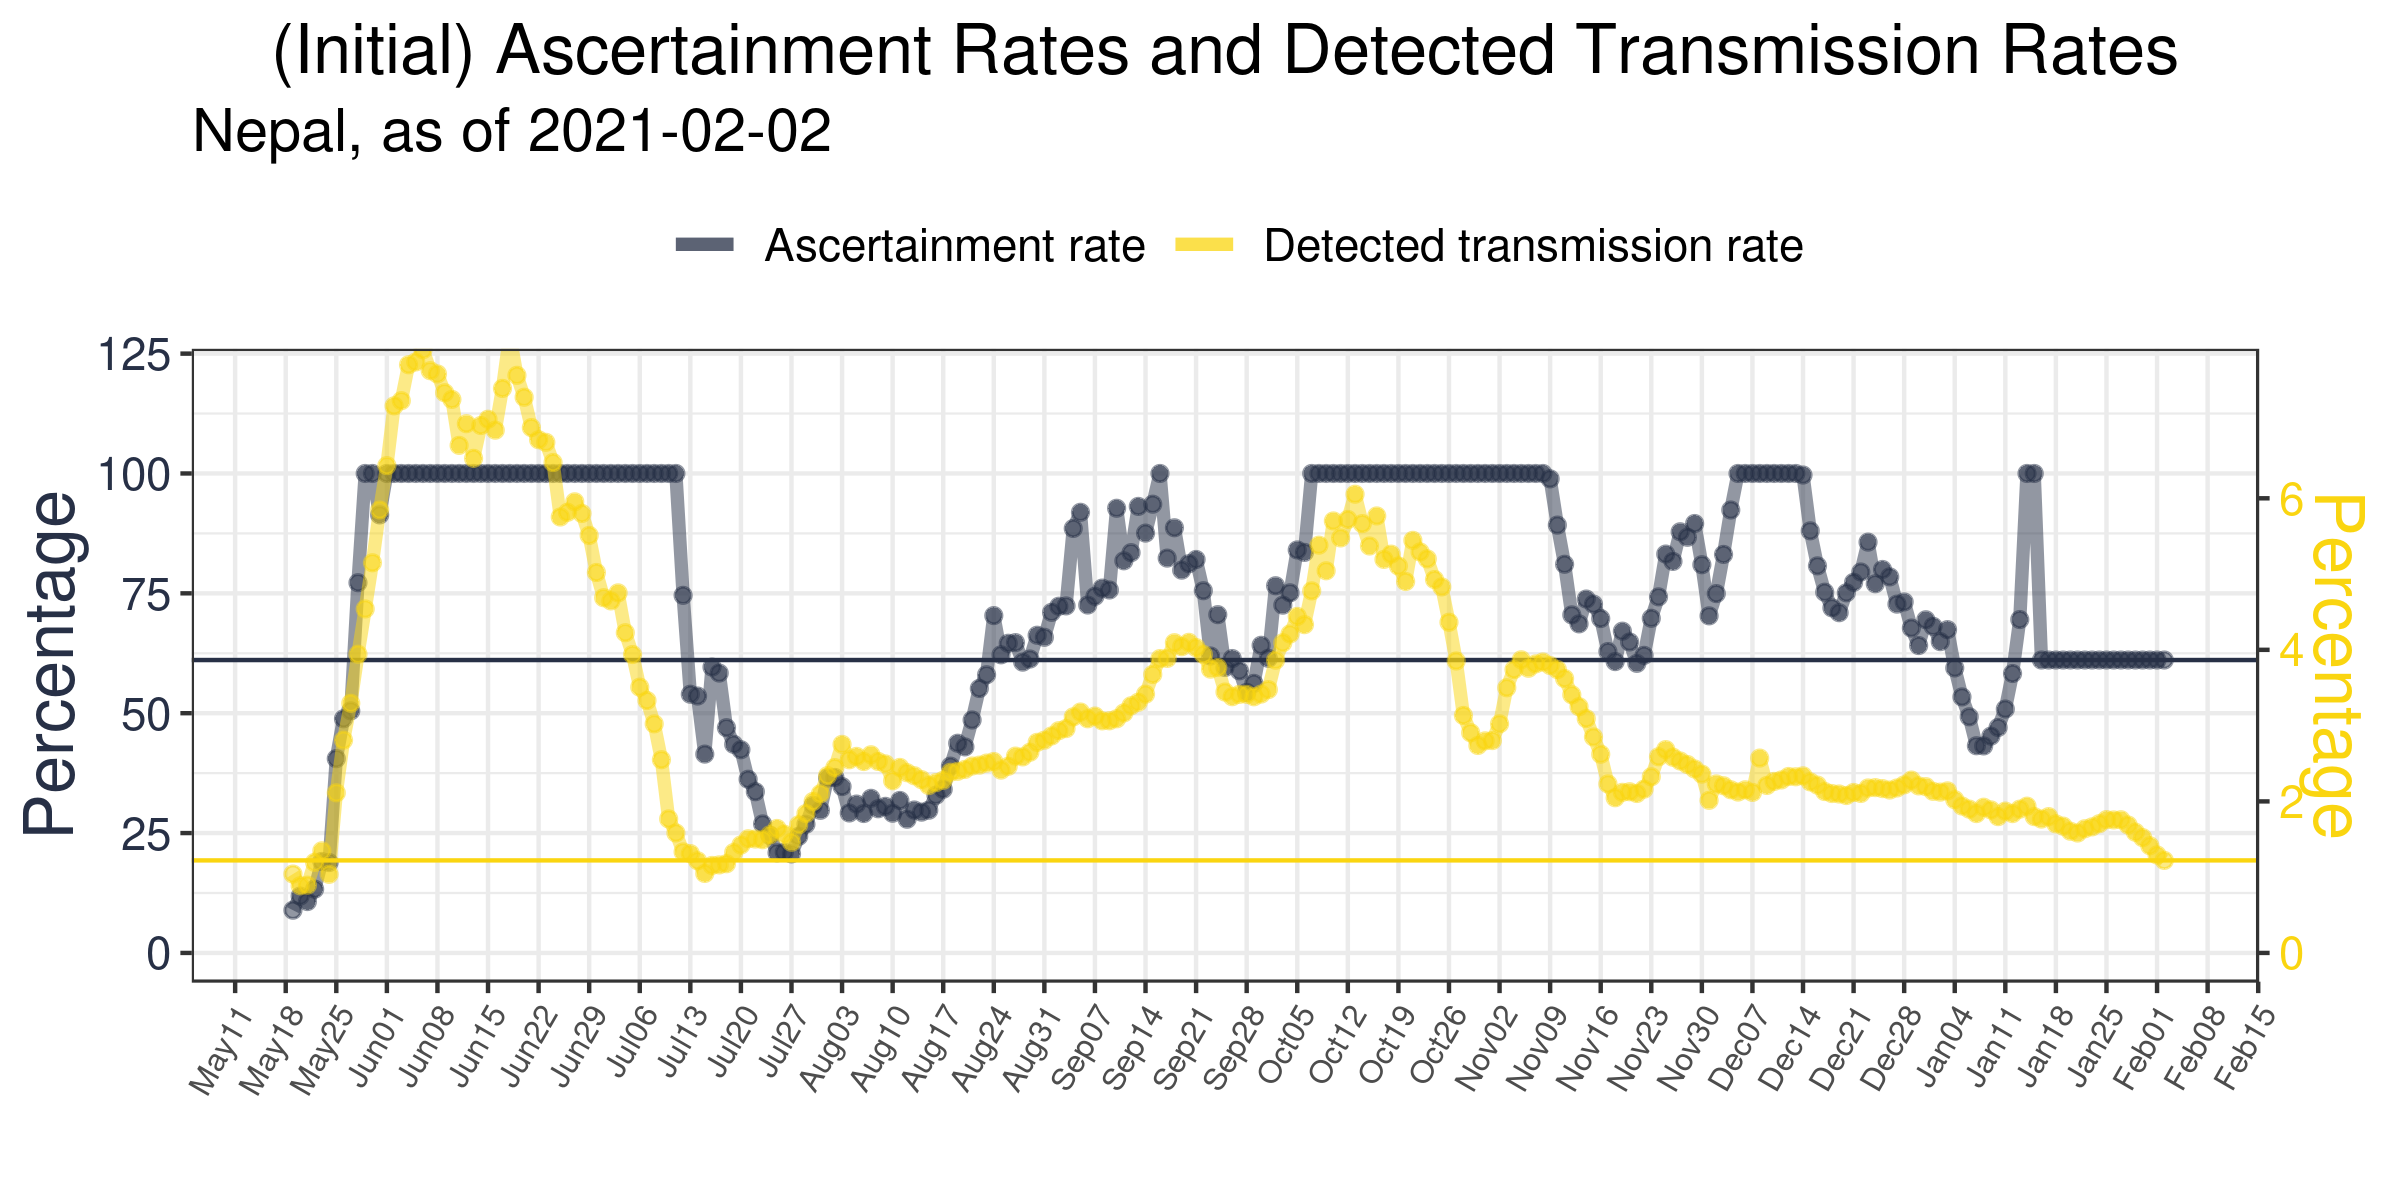 (Initial) Ascertainment Rates and Detected Transmission Rates
Nepal, as of 2021-02-02
Ascertainment rate
Detected transmission rate
Percentage
125
100
75
50
25
0
6
4
2
0
Percentage
May11
May18
May25
Jun01
Jun08
Jun15
Jun22
Jun29
Jul06
Jul13
Jul20
Jul27
Aug03
Aug10
Aug17
Aug24
Aug31
Sep07
Sep14
Sep21
Sep28
Oct05
Oct12
Oct19
Oct26
Nov02
Nov09
Nov16
Nov23
Nov30
Dec07
Dec14
Dec21
Dec28
Jan04
Jan11
Jan18
Jan25
Feb01
Feb08
Feb15